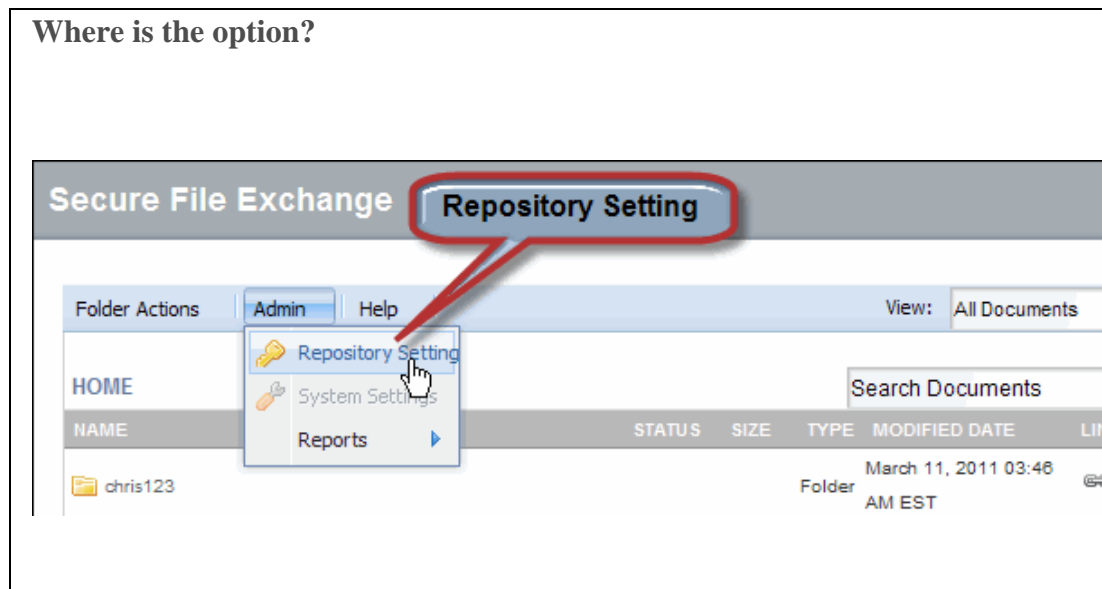 Where is the option?
Secure File Exchange
Repository Setting
Folder Actions Admin Help View: All Documents
Repository Setting
System Settings
Reports
HOME Search Documents
NAME STATUS SIZE TYPE MODIFIED DATE
chris123 Folder March 11, 2011 03:46
AM EST